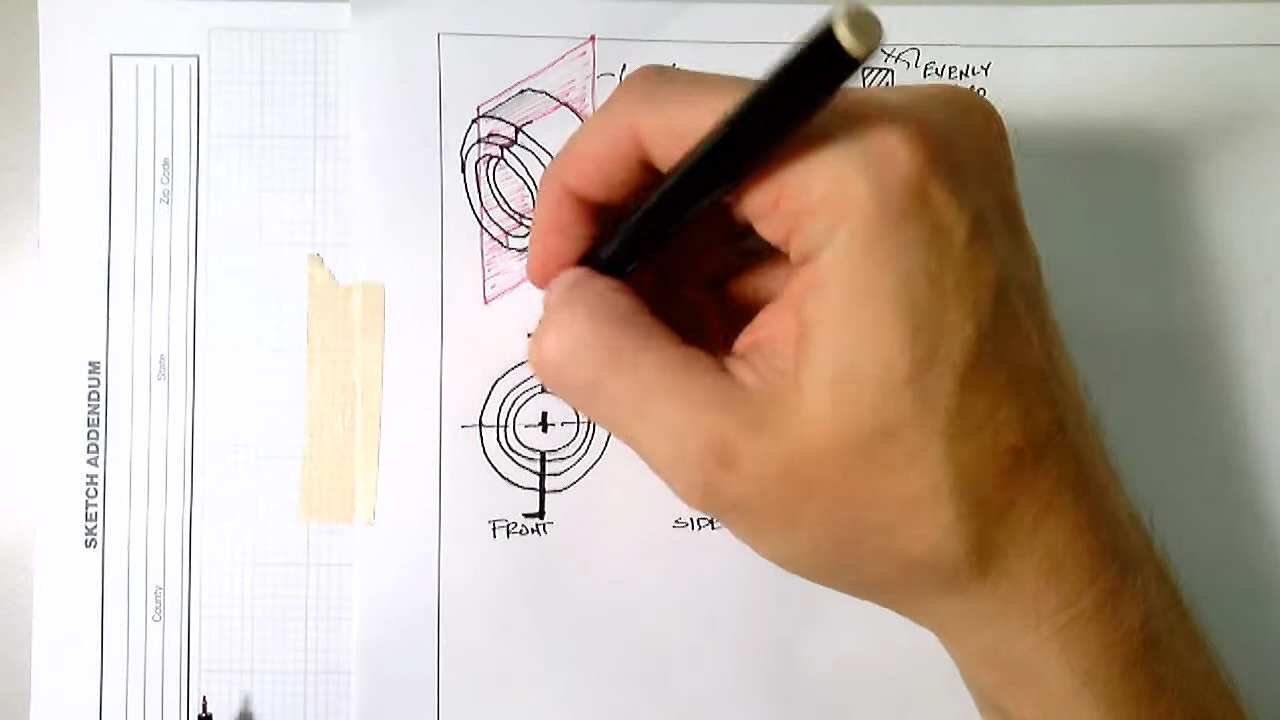 SKETCH ADDENDUM
Zip Code
State
County
EVENLY
FRONT
SIDE